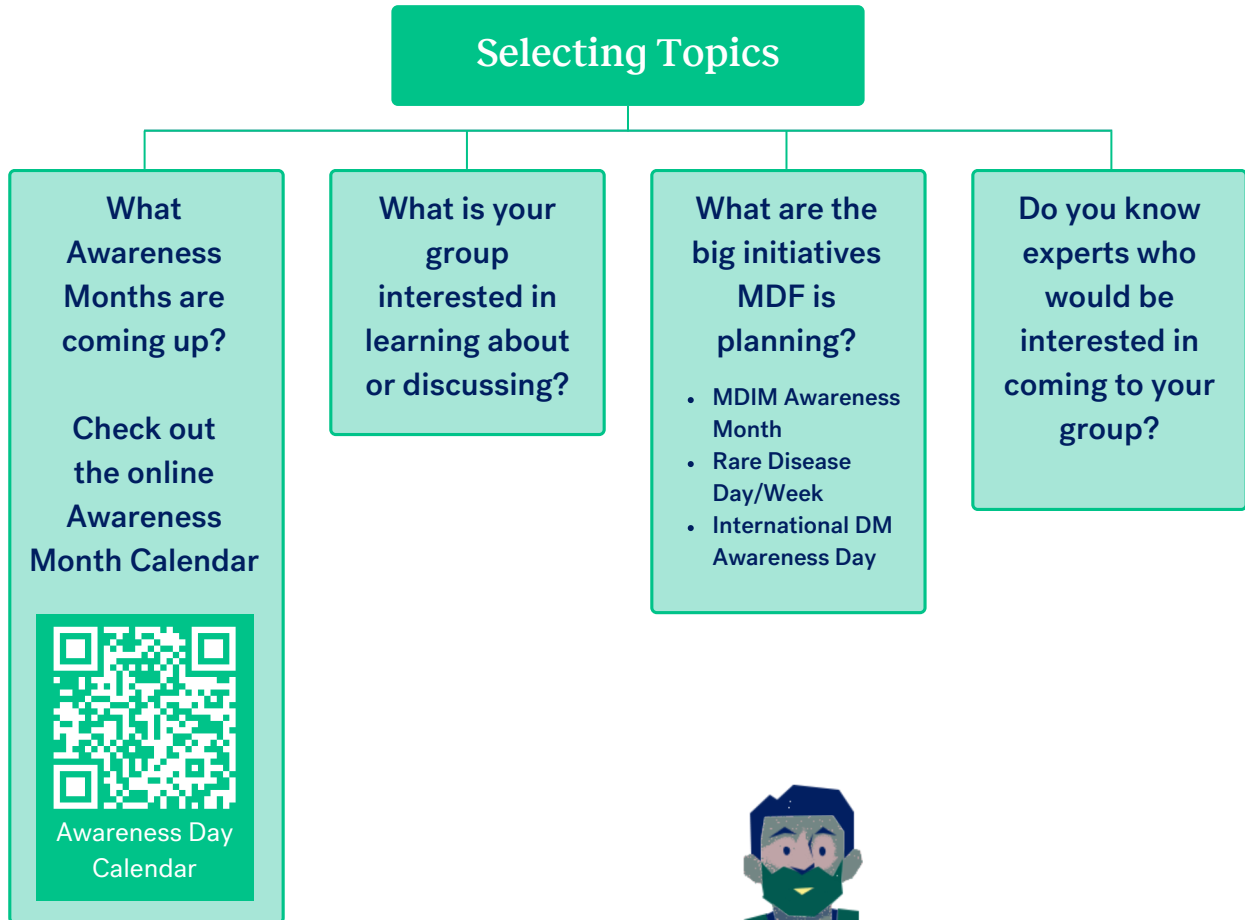 Selecting Topics
What
Awareness
Months are
coming up?
Check out
the online
Awareness
Month Calendar
Awareness Day
Calendar
What is your
group
interested in
learning about
or discussing?
What are the
big initiatives
MDF is
planning?
• MDIM Awareness
Month
• Rare Disease
Day/Week
• International DM
Awareness Day
Do you know
experts who
would be
interested in
coming to your
group?